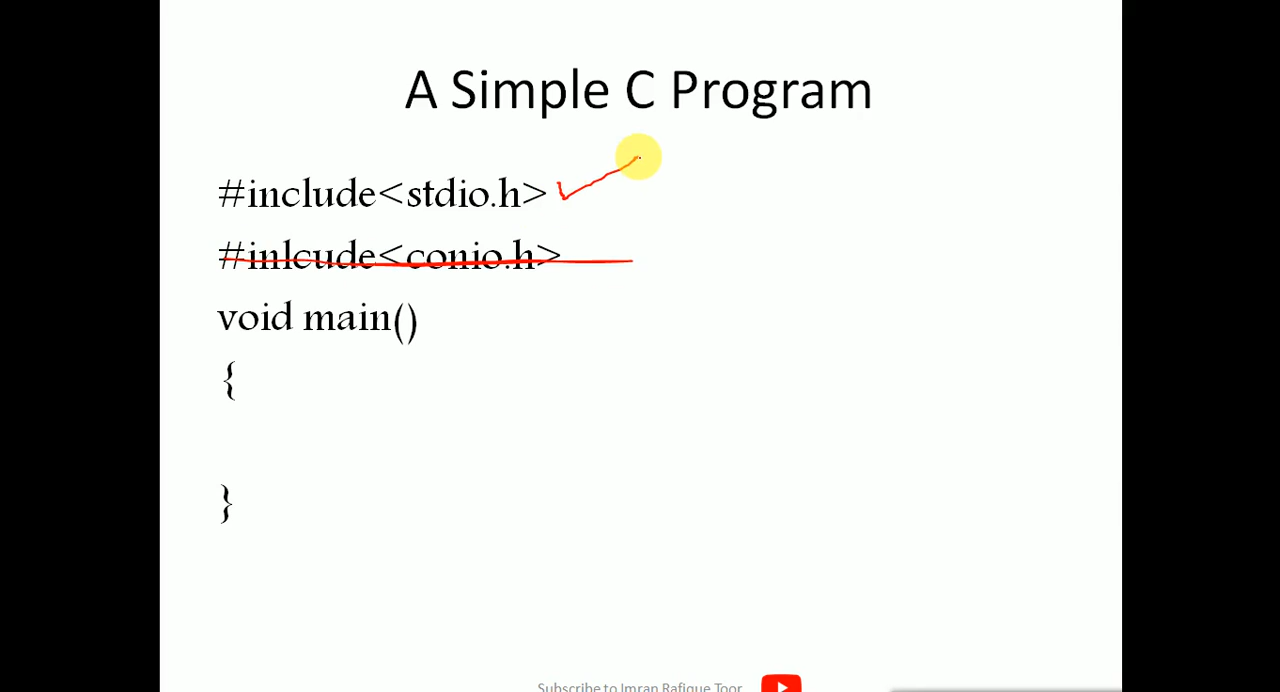 A Simple C Program
#include<stdio.h>
#inlcude<conio.h>
void main()
{
}
Subscribe to Imran Rafique Toor